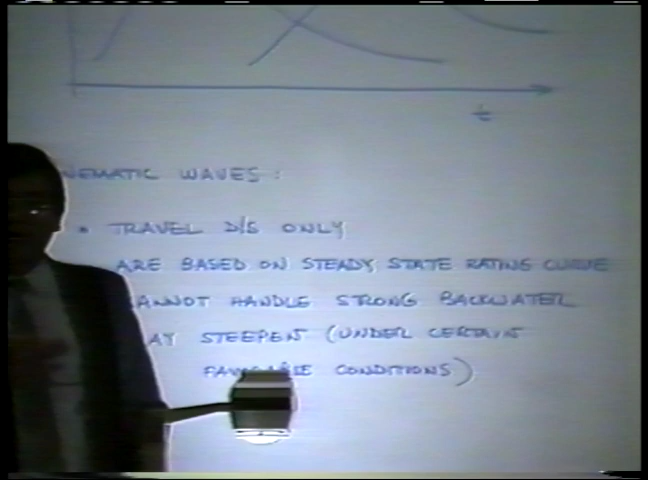 t
NEMATIC WAVES:
• TRAVEL D/S ONLY
ARE BASED ON STEADY STATE RATING CURVE
ANNOT HANDLE STRONG BACKWATER
AY STEEPEN (UNDER CERTAIN
FAVORABLE CONDITIONS)